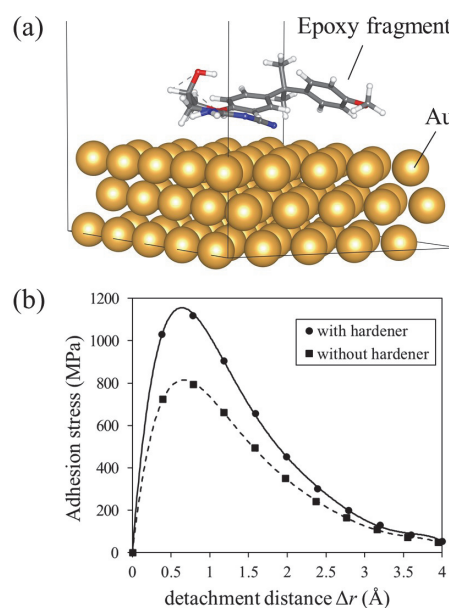 (a)
Epoxy fragment
Au
(b)
1200
1000
800
600
400
200
0
Adhesion stress (MPa)
with hardener
without hardener
0 0.5 1 1.5 2 2.5 3 3.5 4
detachment distance Δr (Å)